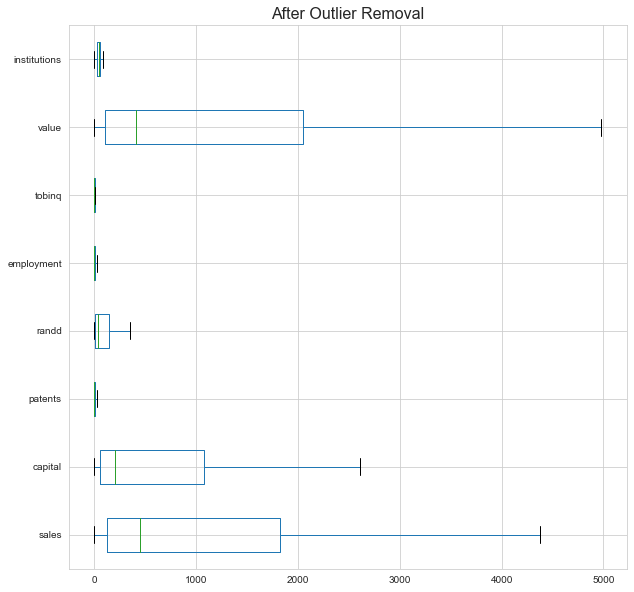 After Outlier Removal
institutions
value
tobinq
employment
randd
patents
capital
sales
0 1000 2000 3000 4000 5000